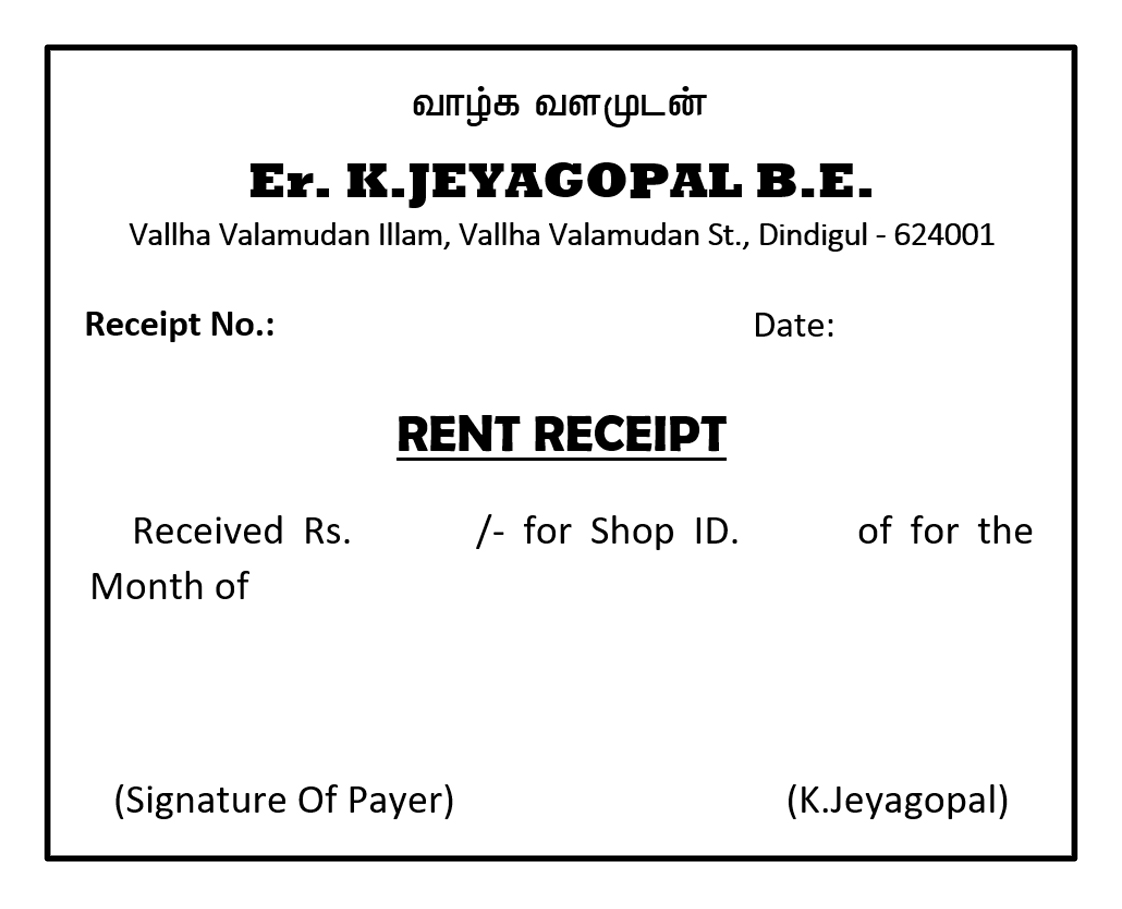 வாழ்க வளமுடன்
Er. K.JEYAGOPAL B.E.
Vallha Valamudan Illam, Vallha Valamudan St., Dindigul - 624001
Receipt No.: Date:
RENT RECEIPT
Received Rs. /- for Shop ID. of for the
Month of
(Signature Of Payer) (K.Jeyagopal)